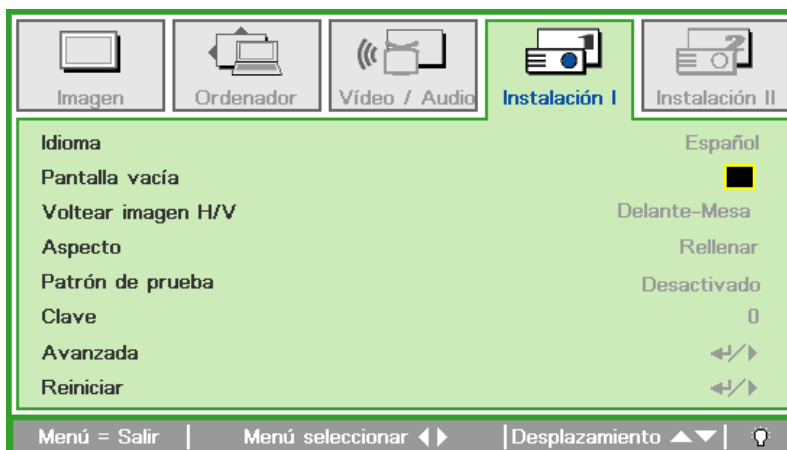 Imagen Ordenador Vídeo / Audio Instalación I Instalación II
Idioma Español
Pantalla vacía
Voltear imagen H/V Delante-Mesa
Aspecto Rellenar
Patrón de prueba Desactivado
Clave 0
Avanzada
Reiniciar
Menú = Salir Menú seleccionar Desplazamiento